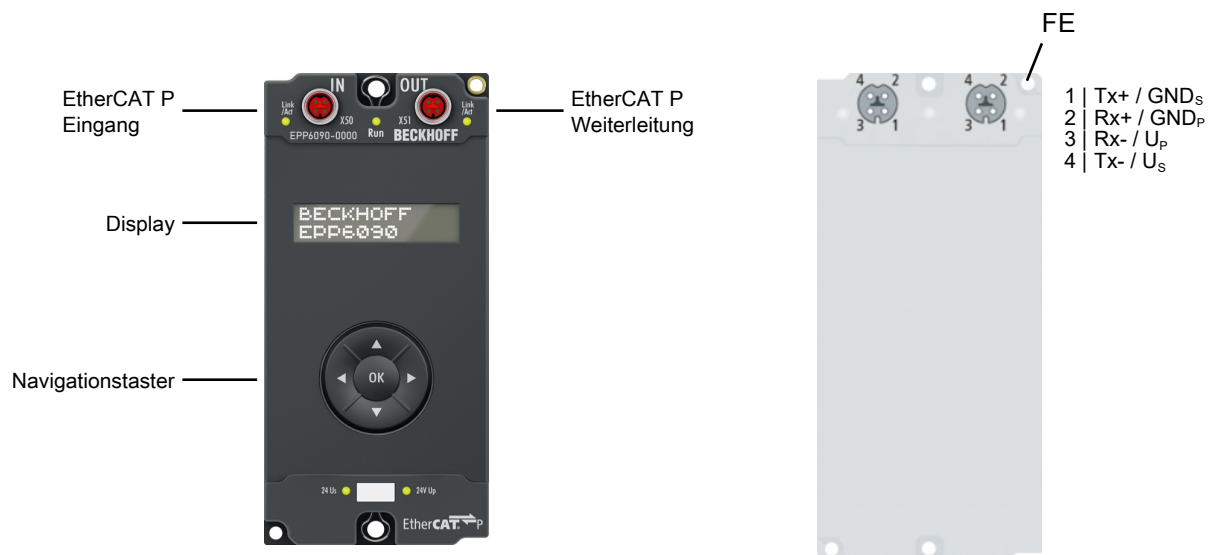 FE
EtherCAT P
Eingang
IN
OUT
Link
/Act
X50
X51
Link
/Act
EPP6090-0000
Run
BECKHOFF
EtherCAT P
Weiterleitung
4 2
3 1
4 2
3 1
1 | Tx+ / GNDS
2 | Rx+ / GNDP
3 | Rx- / UP
4 | Tx- / US
Display
BECKHOFF
EPP6090
Navigationstaster
OK
24 Us
24V Up
EtherCAT P